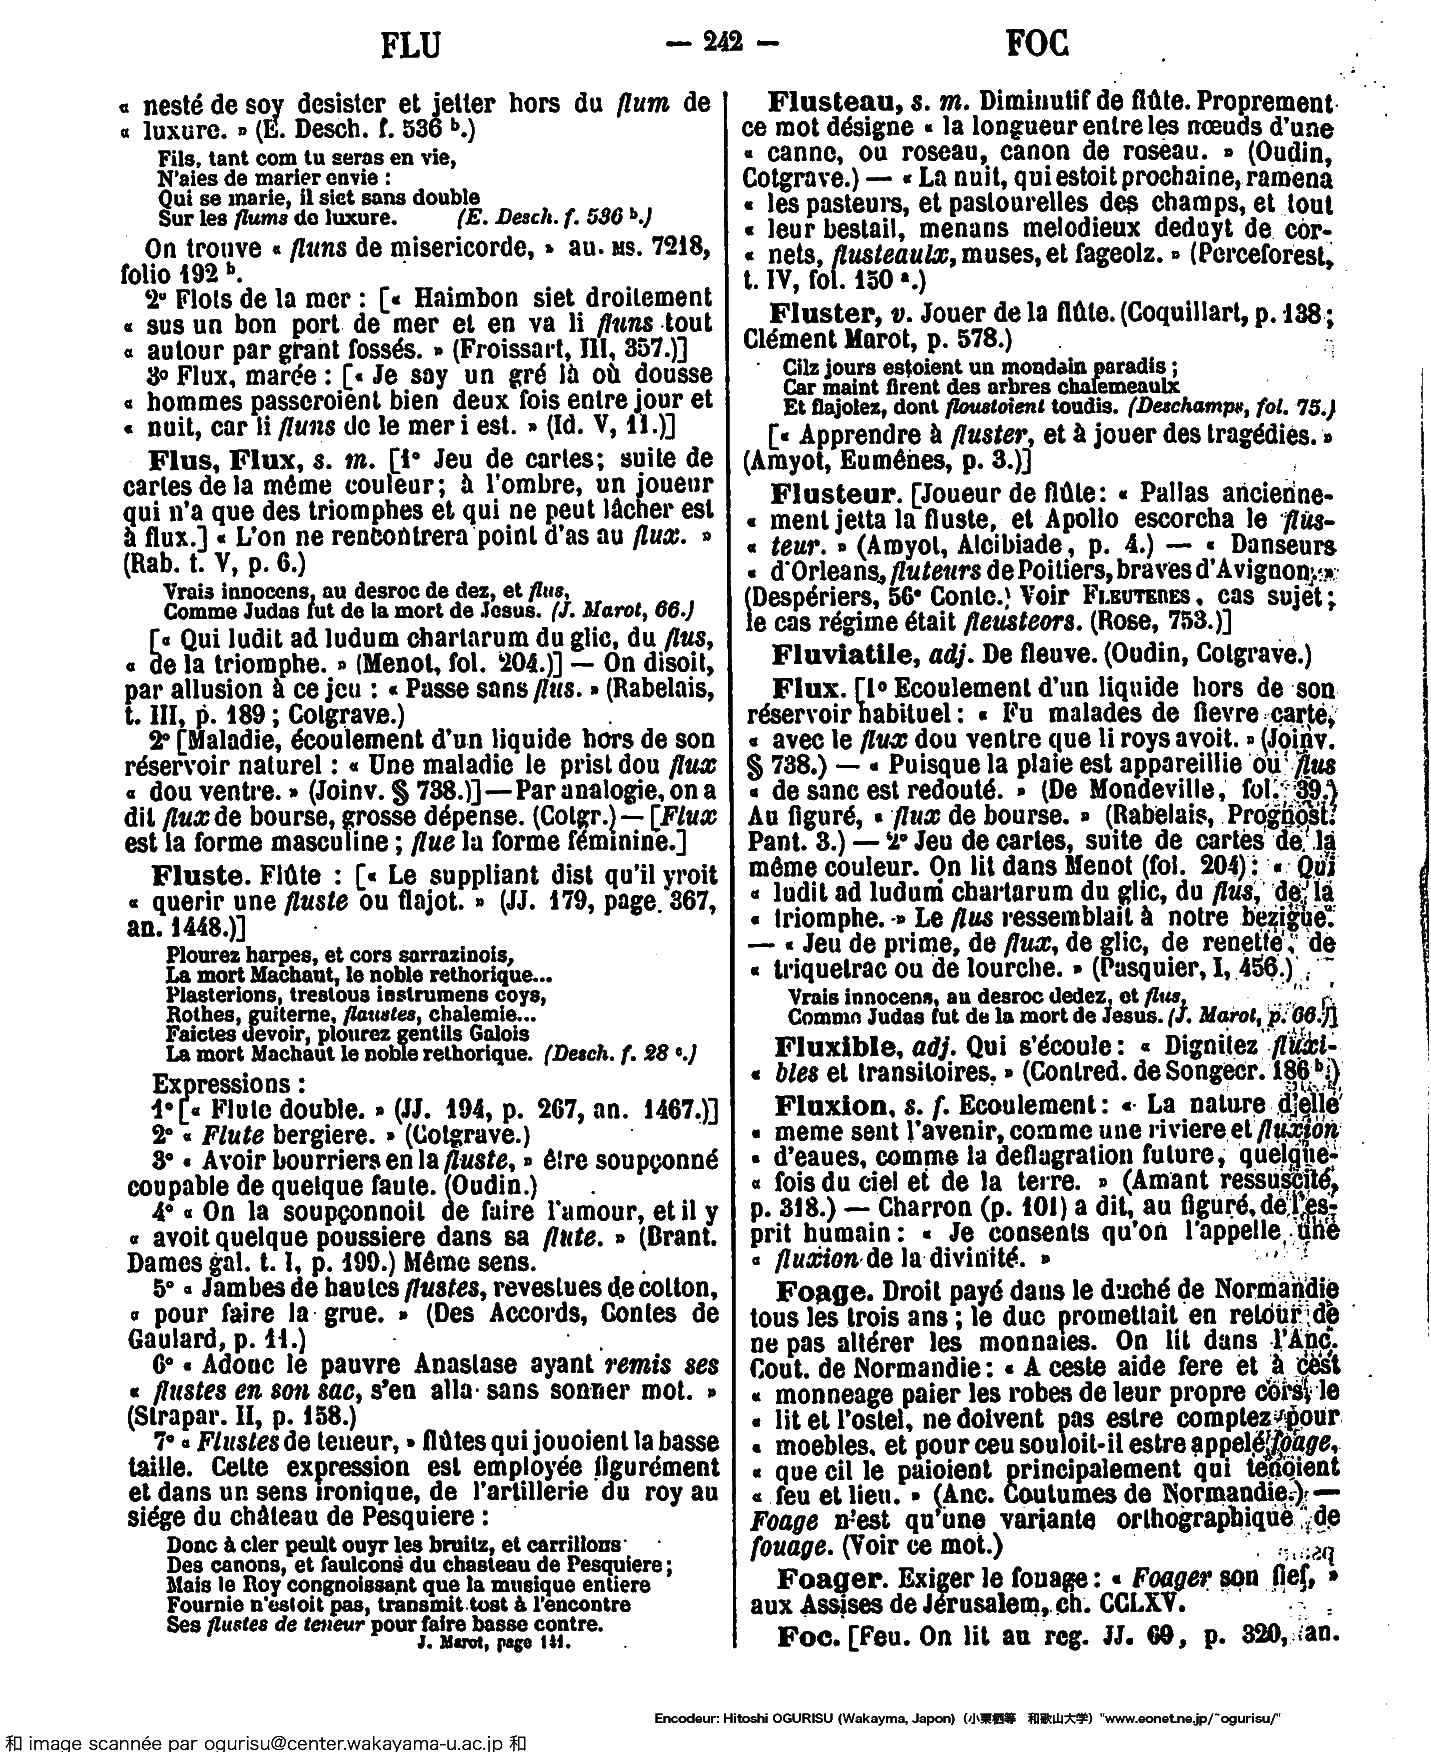 FLU — 242 — FOC
« nesté de soy desister et jetter hors du flum de
« luxure. » (E. Desch. f. 536 b.)
Fils, tant com tu seras en vie,
N'aies de marier envie :
Qui se marie, il siet sans double
Sur les flums de luxure. (E. Desch. f. 536 b.)
On trouve « fluns de misericorde, » au. MS. 7218,
folio 192 b.
2° Flots de la mer : [« Haimbon siet droitement
« sus un bon port de mer et en va li fluns tout
« autour par grant fossés. » (Froissart, III, 357.)]
3° Flux, marée : [« Je say un gré là où dousse
« hommes passeroient bien deux fois entre jour et
« nuit, car li fluns de le mer i est. » (Id. V, 11.)]
Flus, Flux, s. m. [1° Jeu de cartes ; suite de
cartes de la même couleur ; à l'ombre, un joueur
qui n'a que des triomphes et qui ne peut lâcher est
à flux.] « L'on ne rencontrera point d'as au flux. »
(Rab. t. V, p. 6.)
Vrais innocens, au desroc de dez, et flus,
Comme Judas fut de la mort de Jesus. (J. Marot, 66.)
[« Qui ludit ad ludum chartarum du glic, du flus,
« de la triomphe. » (Menot, fol. 204.)] — On disoit,
par allusion à ce jeu : « Passe sans flus. » (Rabelais,
t. III, p. 189 ; Colgrave.)
2° [Maladie, écoulement d'un liquide hors de son
réservoir naturel : « Une maladie le prist dou flux
« dou ventre. » (Joinv. § 738.)] — Par analogie, on a
dit flux de bourse, grosse dépense. (Colgr.) — [Flux
est la forme masculine ; flue la forme féminine.]
Fluste. Flûte : [« Le suppliant dist qu'il yroit
« querir une fluste ou flajot. » (JJ. 179, page 367,
an. 1448.)]
Plourez harpes, et cors sarrazinois,
La mort Machaut, le noble rethorique...
Plasterions, trestous instrumens coys,
Rothes, guiterne, flaustes, chalemie...
Faictes devoir, plourez gentils Galois
La mort Machaut le noble rethorique. (Desch. f. 28 c.)
Expressions :
1° [« Flute double. » (JJ. 194, p. 267, an. 1467.)]
2° « Flute bergiere. » (Cotgrave.)
3° « Avoir bourriers en la fluste, » être soupçonné
coupable de quelque faute. (Oudin.)
4° « On la soupçonnoit de faire l'amour, et il y
« avoit quelque poussiere dans sa flute. » (Brant.
Dames gal. t. I, p. 199.) Même sens.
5° « Jambes de hautes flustes, revestues de cotton,
« pour faire la grue. » (Des Accords, Contes de
Gaulard, p. 11.)
6° « Adonc le pauvre Anastase ayant remis ses
« flustes en son sac, s'en alla sans sonner mot. »
(Strapar. II, p. 158.)
7° « Flustes de teneur, » flûtes qui jouoient la basse
taille. Cette expression est employée figurément
et dans un sens ironique, de l'artillerie du roy au
siége du château de Pesquiere :
Donc à cler peult ouyr les bruitz, et carrillons
Des canons, et faulcons du chasteau de Pesquiere ;
Mais le Roy congnoissant que la musique entiere
Fournie n'estoit pas, transmit tost à l'encontre
Ses flustes de teneur pour faire basse contre.
J. Marot, page 141.
Flusteau, s. m. Diminutif de flûte. Proprement
ce mot désigne « la longueur entre les nœuds d'une
« canne, ou roseau, canon de roseau. » (Oudin,
Cotgrave.) — « La nuit, qui estoit prochaine, ramena
« les pasteurs, et pastourelles des champs, et tout
« leur bestail, menans melodieux deduyt de cor-
« nets, flusteaulx, muses, et fageolz. » (Perceforest,
t. IV, fol. 150 a.)
Fluster, v. Jouer de la flûte. (Coquillart, p. 138 ;
Clément Marot, p. 578.)
Cilz jours estoient un mondain paradis ;
Car maint firent des arbres chalemeaulx
Et flajolez, dont floustoient toudis. (Deschamps, fol. 75.)
[« Apprendre à fluster, et à jouer des tragédies. »
(Amyot, Eumènes, p. 3.)]
Flusteur. [Joueur de flûte : « Pallas ancienne-
« ment jetta la fluste, et Apollo escorcha le flus-
« teur. » (Amyot, Alcibiade, p. 4.) — « Danseurs
« d'Orleans, fluteurs de Poitiers, braves d'Avignon. »
(Despériers, 56e Conte.) Voir FLEUTERES, cas sujet ;
le cas régime était fleusteors. (Rose, 753.)]
Fluviatile, adj. De fleuve. (Oudin, Cotgrave.)
Flux. [1° Ecoulement d'un liquide hors de son
réservoir habituel : « Fu malades de fievre carte,
« avec le flux dou ventre que li roys avoit. » (Joinv.
§ 738.) — « Puisque la plaie est appareillie ou flus
« de sanc est redouté. » (De Mondeville, fol. 39.)
Au figuré, « flux de bourse. » (Rabelais, Prognost.
Pant. 3.) — 2° Jeu de cartes, suite de cartes de la
même couleur. On lit dans Menot (fol. 204) : « Qui
« ludit ad ludum chartarum du glic, du flus, de la
« triomphe. » Le flus ressemblait à notre bezigue.
— « Jeu de prime, de flux, de glic, de renette, de
« triquetrac ou de lourche. » (Pasquier, I, 456.)
Vrais innocens, au desroc dedez, et flus,
Comme Judas fut de la mort de Jesus. (J. Marot, p. 66.)]
Fluxible, adj. Qui s'écoule : « Dignitez fluxi-
« bles et transitoires. » (Contred. de Songecr. 186 b.)
Fluxion, s. f. Ecoulement : « La nature d'elle
« meme sent l'avenir, comme une riviere et fluxion
« d'eaues, comme la deflagration future, quelque-
« fois du ciel et de la terre. » (Amant ressuscité,
p. 318.) — Charron (p. 101) a dit, au figuré, de l'es-
prit humain : « Je consents qu'on l'appelle une
« fluxion de la divinité. »
Foage. Droit payé dans le duché de Normandie
tous les trois ans ; le duc promettait en retour de
ne pas altérer les monnaies. On lit dans l'Anc.
Cout. de Normandie : « A ceste aide fere et à cest
« monneage paier les robes de leur propre cors, le
« lit et l'ostel, ne doivent pas estre comptez pour
« moebles, et pour ceu souloit-il estre appelé foage,
« que cil le paioient principalement qui tenoient
« feu et lieu. » (Anc. Coutumes de Normandie.) —
Foage n'est qu'une variante orthographique de
fouage. (Voir ce mot.)
Foager. Exiger le fouage : « Foager son fief, »
aux Assises de Jérusalem, ch. CCLXV.
Foc. [Feu. On lit au reg. JJ. 69, p. 320, an.
Encodeur: Hitoshi OGURISU (Wakayma, Japon) (小栗栖等 和歌山大学) "www.eonet.ne.jp/~ogurisu/"
和 image scannée par ogurisu@center.wakayama-u.ac.jp 和